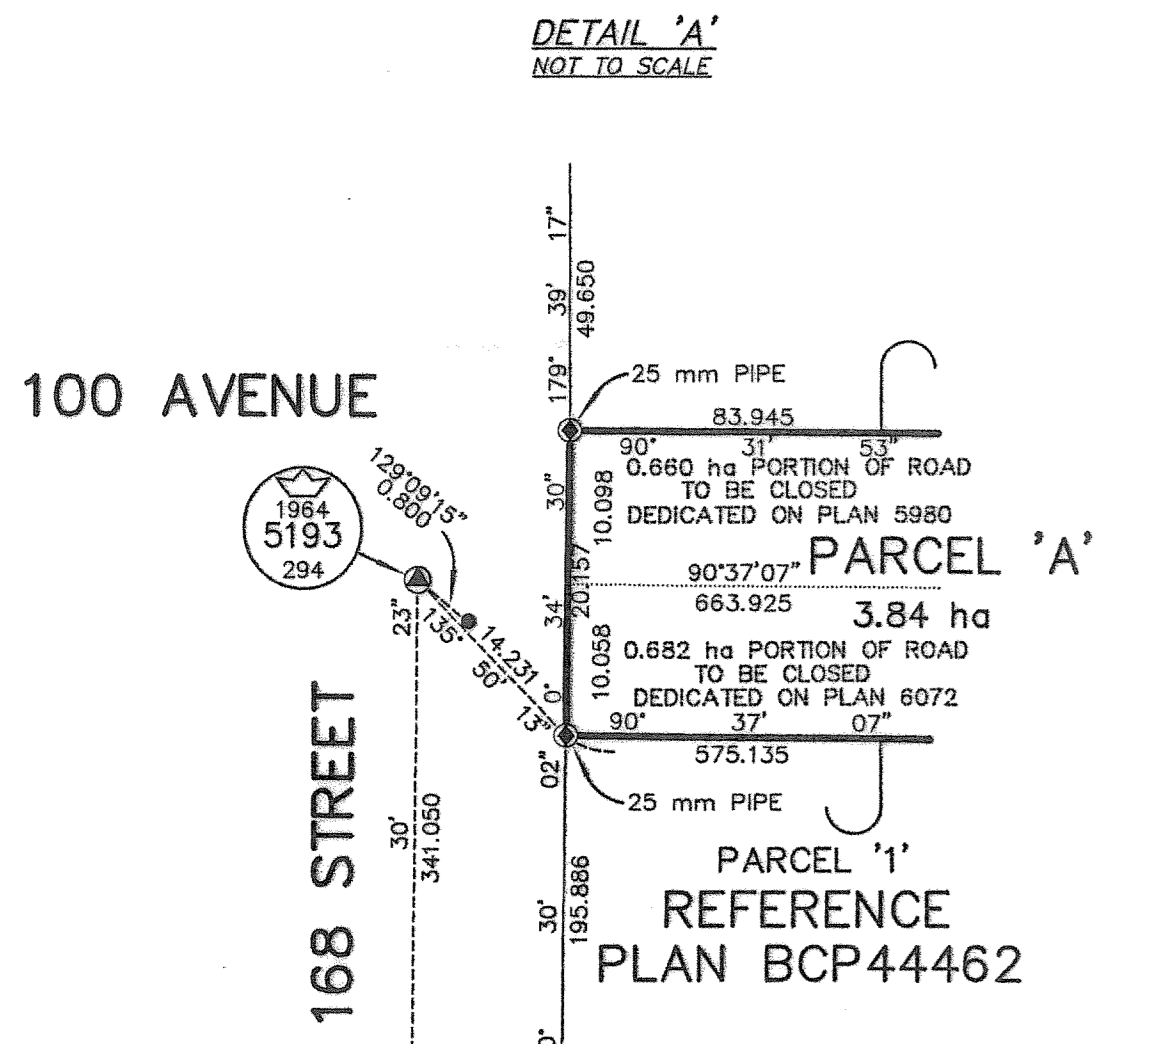 DETAIL 'A'
NOT TO SCALE
179° 39' 17"
49.650
100 AVENUE
25 mm PIPE
83.945
90° 31' 53"
0.660 ha PORTION OF ROAD
TO BE CLOSED
DEDICATED ON PLAN 5980
129°09'15"
0.800
1964
5193
294
0° 34' 30"
10.098
20.157
10.058
PARCEL 'A'
90°37'07"
663.925
3.84 ha
0.682 ha PORTION OF ROAD
TO BE CLOSED
DEDICATED ON PLAN 6072
90° 37' 07"
575.135
135° 50' 13"
14.231
25 mm PIPE
30' 23"
341.050
168 STREET
0° 30' 02"
195.886
PARCEL '1'
REFERENCE
PLAN BCP44462